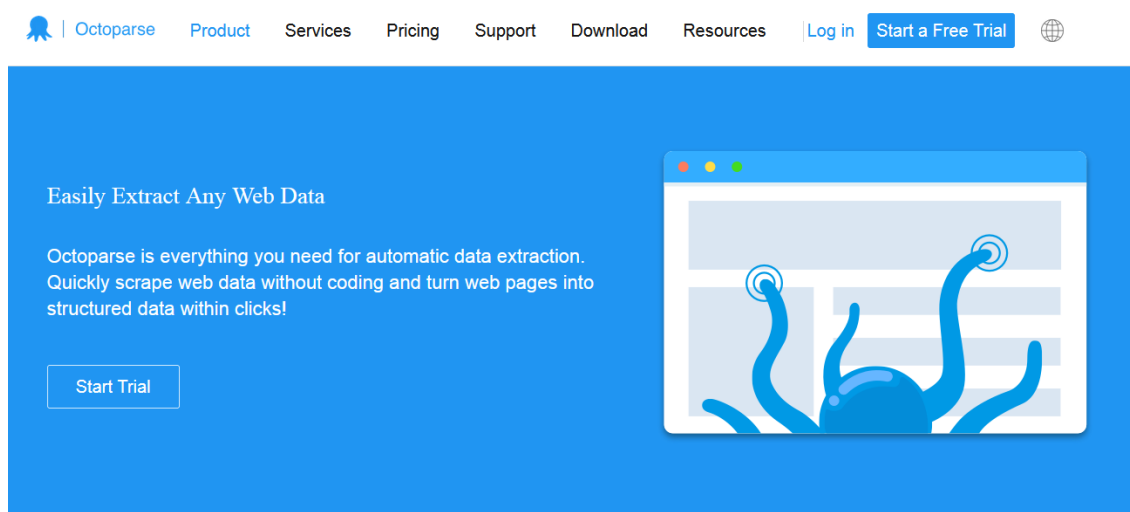 Octoparse Product Services Pricing Support Download Resources Log in Start a Free Trial
Easily Extract Any Web Data
Octoparse is everything you need for automatic data extraction.
Quickly scrape web data without coding and turn web pages into
structured data within clicks!
Start Trial